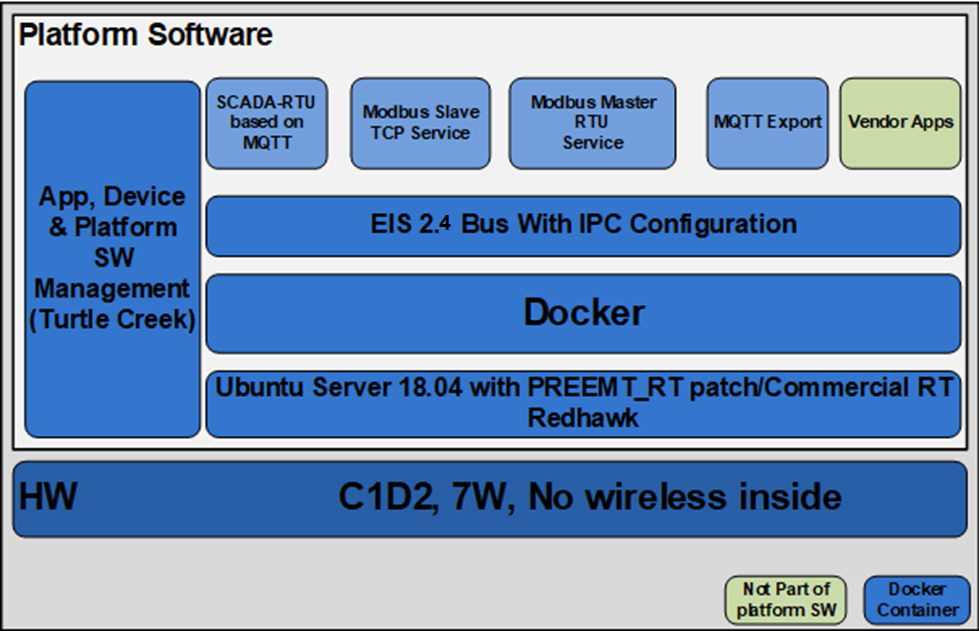 Platform Software
App, Device
& Platform
SW
Management
(Turtle Creek)
SCADA-RTU
based on
MQTT
Modbus Slave
TCP Service
Modbus Master
RTU
Service
MQTT Export
Vendor Apps
EIS 2.4 Bus With IPC Configuration
Docker
Ubuntu Server 18.04 with PREEMT_RT patch/Commercial RT
Redhawk
HW
C1D2, 7W, No wireless inside
Not Part of
platform SW
Docker
Container